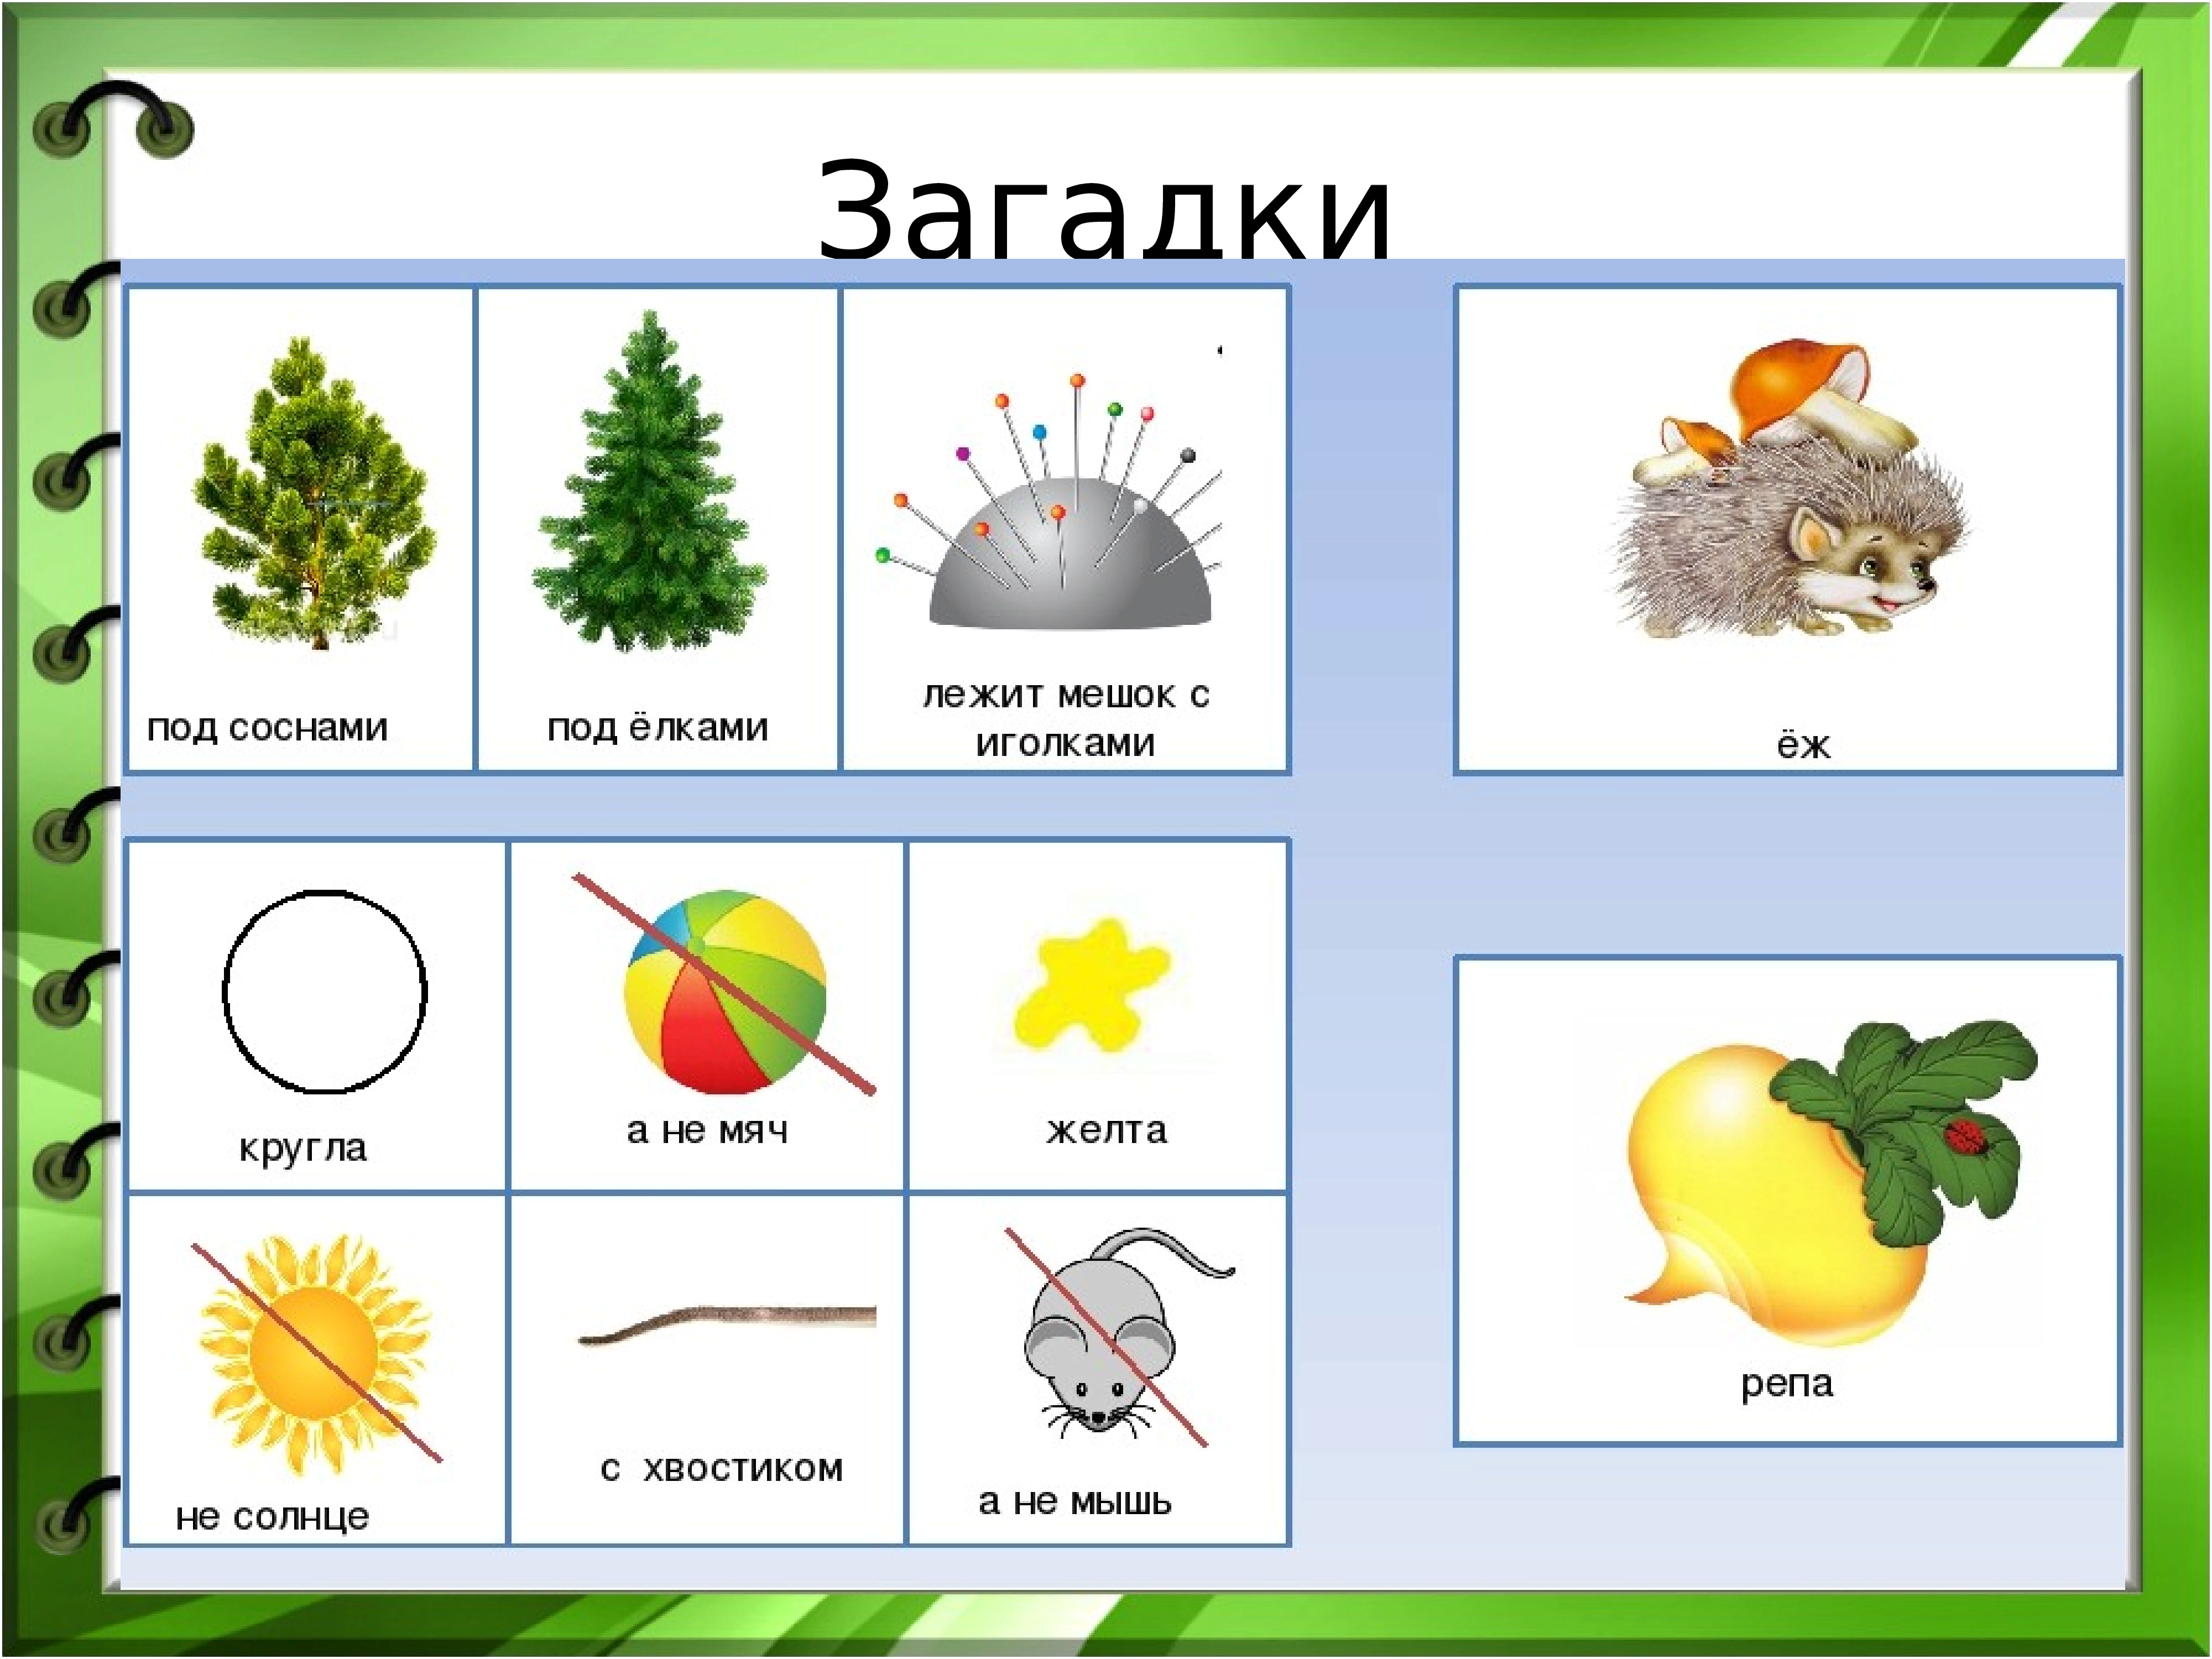 Загадки
под соснами
под ёлками
лежит мешок с
иголками
ёж
кругла
а не мяч
желта
не солнце
с хвостиком
а не мышь
репа